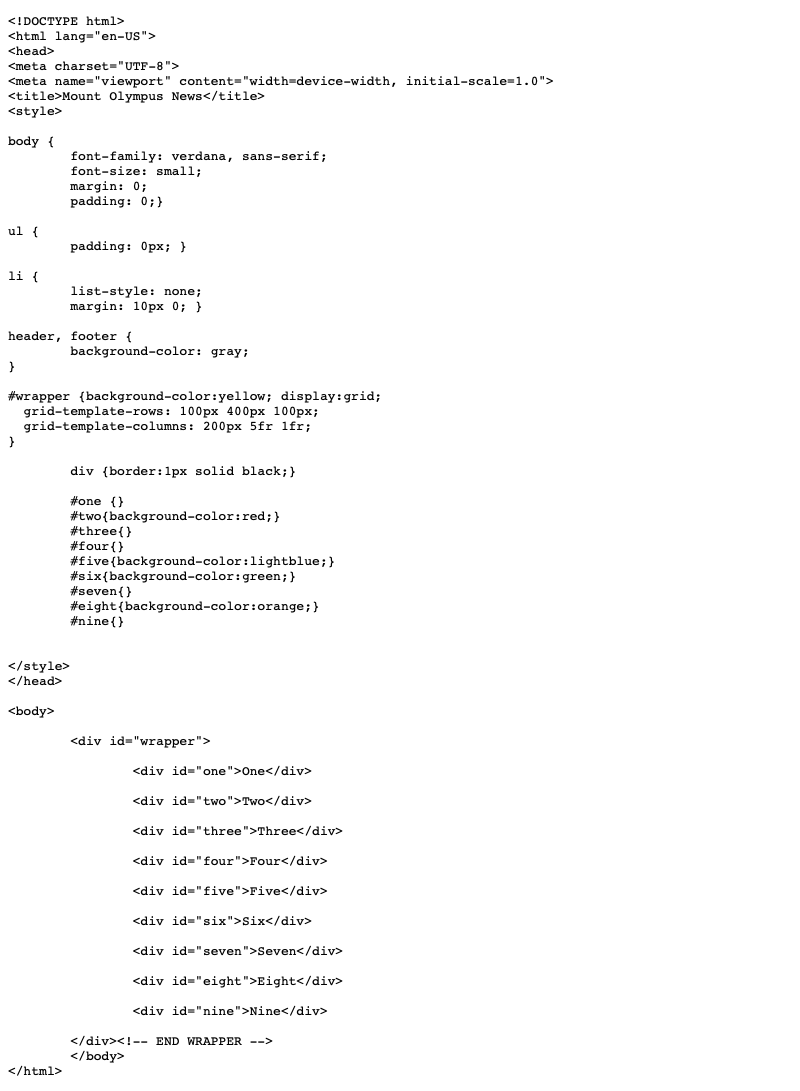 <!DOCTYPE html>
<html lang="en-US">
<head>
<meta charset="UTF-8">
<meta name="viewport" content="width=device-width, initial-scale=1.0">
<title>Mount Olympus News</title>
<style>

body {
        font-family: verdana, sans-serif;
        font-size: small;
        margin: 0;
        padding: 0;}

ul {
        padding: 0px; }

li {
        list-style: none;
        margin: 10px 0; }

header, footer {
        background-color: gray;
}

#wrapper {background-color:yellow; display:grid;
  grid-template-rows: 100px 400px 100px;
  grid-template-columns: 200px 5fr 1fr;
}

        div {border:1px solid black;}

        #one {}
        #two{background-color:red;}
        #three{}
        #four{}
        #five{background-color:lightblue;}
        #six{background-color:green;}
        #seven{}
        #eight{background-color:orange;}
        #nine{}


</style>
</head>

<body>

        <div id="wrapper">

                <div id="one">One</div>

                <div id="two">Two</div>

                <div id="three">Three</div>

                <div id="four">Four</div>

                <div id="five">Five</div>

                <div id="six">Six</div>

                <div id="seven">Seven</div>

                <div id="eight">Eight</div>

                <div id="nine">Nine</div>

        </div><!-- END WRAPPER -->
        </body>
</html>